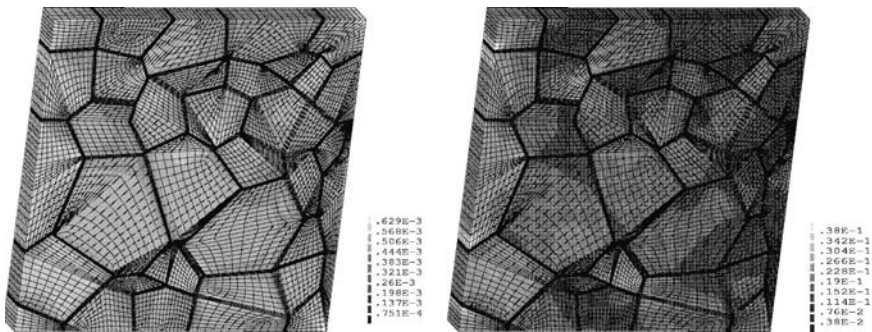 .629E-3
.568E-3
.506E-3
.444E-3
.383E-3
.321E-3
.26E-3
.198E-3
.137E-3
.751E-4
.38E-1
.342E-1
.304E-1
.266E-1
.228E-1
.19E-1
.152E-1
.114E-1
.76E-2
.38E-2